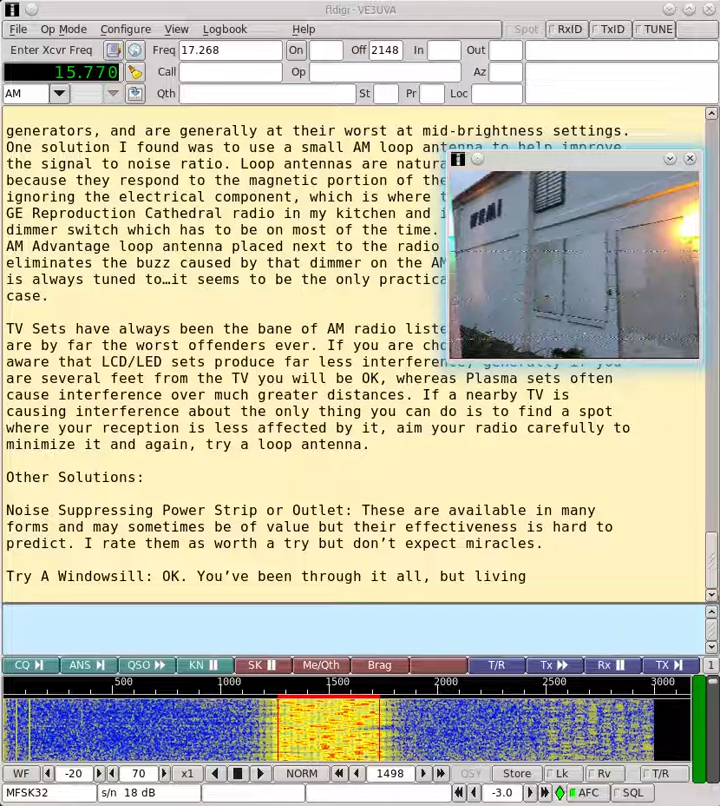 fldigi - VE3UVA
File Op Mode Configure View Logbook Help Spot RxID TxID TUNE
Enter Xcvr Freq Freq 17.268 On Off 2148 In Out
15.770 Call Op Az
AM Qth St Pr Loc
generators, and are generally at their worst at mid-brightness settings.
One solution I found was to use a small AM loop antenna to help improve
the signal to noise ratio. Loop antennas are natura
because they respond to the magnetic portion of the
ignoring the electrical component, which is where t
GE Reproduction Cathedral radio in my kitchen and i
dimmer switch which has to be on most of the time.
AM Advantage loop antenna placed next to the radio
eliminates the buzz caused by that dimmer on the AM
is always tuned to…it seems to be the only practica
case.
WRMI
TV Sets have always been the bane of AM radio liste
are by far the worst offenders ever. If you are cho
aware that LCD/LED sets produce far less interference, generally if you
are several feet from the TV you will be OK, whereas Plasma sets often
cause interference over much greater distances. If a nearby TV is
causing interference about the only thing you can do is to find a spot
where your reception is less affected by it, aim your radio carefully to
minimize it and again, try a loop antenna.
Other Solutions:
Noise Suppressing Power Strip or Outlet: These are available in many
forms and may sometimes be of value but their effectiveness is hard to
predict. I rate them as worth a try but don’t expect miracles.
Try A Windowsill: OK. You’ve been through it all, but living
CQ ANS QSO KN SK Me/Qth Brag T/R Tx Rx TX 1
500 1000 1500 2000 2500 3000
WF -20 70 x1 NORM 1498 QSY Store Lk Rv T/R
MFSK32 s/n 18 dB -3.0 AFC SQL